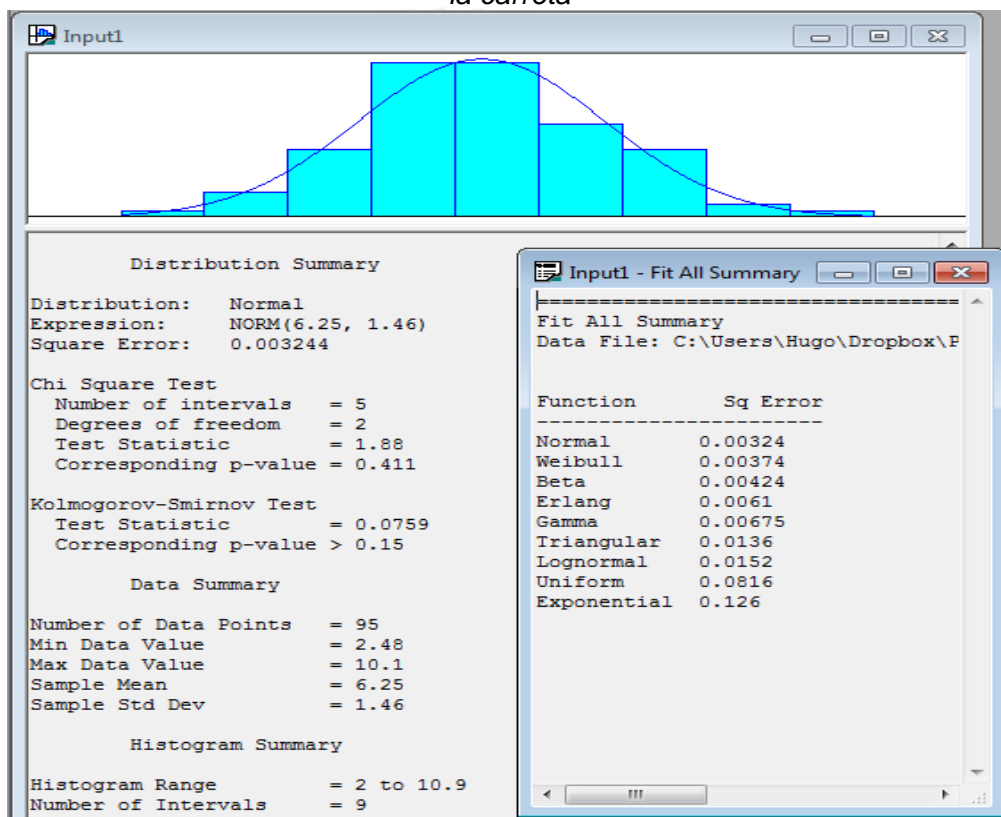 la carreta
Input1
Distribution Summary
Distribution: Normal
Expression: NORM(6.25, 1.46)
Square Error: 0.003244
Chi Square Test
Number of intervals = 5
Degrees of freedom = 2
Test Statistic = 1.88
Corresponding p-value = 0.411
Kolmogorov-Smirnov Test
Test Statistic = 0.0759
Corresponding p-value > 0.15
Data Summary
Number of Data Points = 95
Min Data Value = 2.48
Max Data Value = 10.1
Sample Mean = 6.25
Sample Std Dev = 1.46
Histogram Summary
Histogram Range = 2 to 10.9
Number of Intervals = 9
Input1 - Fit All Summary
Fit All Summary
Data File: C:\Users\Hugo\Dropbox\P
Function Sq Error
Normal 0.00324
Weibull 0.00374
Beta 0.00424
Erlang 0.0061
Gamma 0.00675
Triangular 0.0136
Lognormal 0.0152
Uniform 0.0816
Exponential 0.126